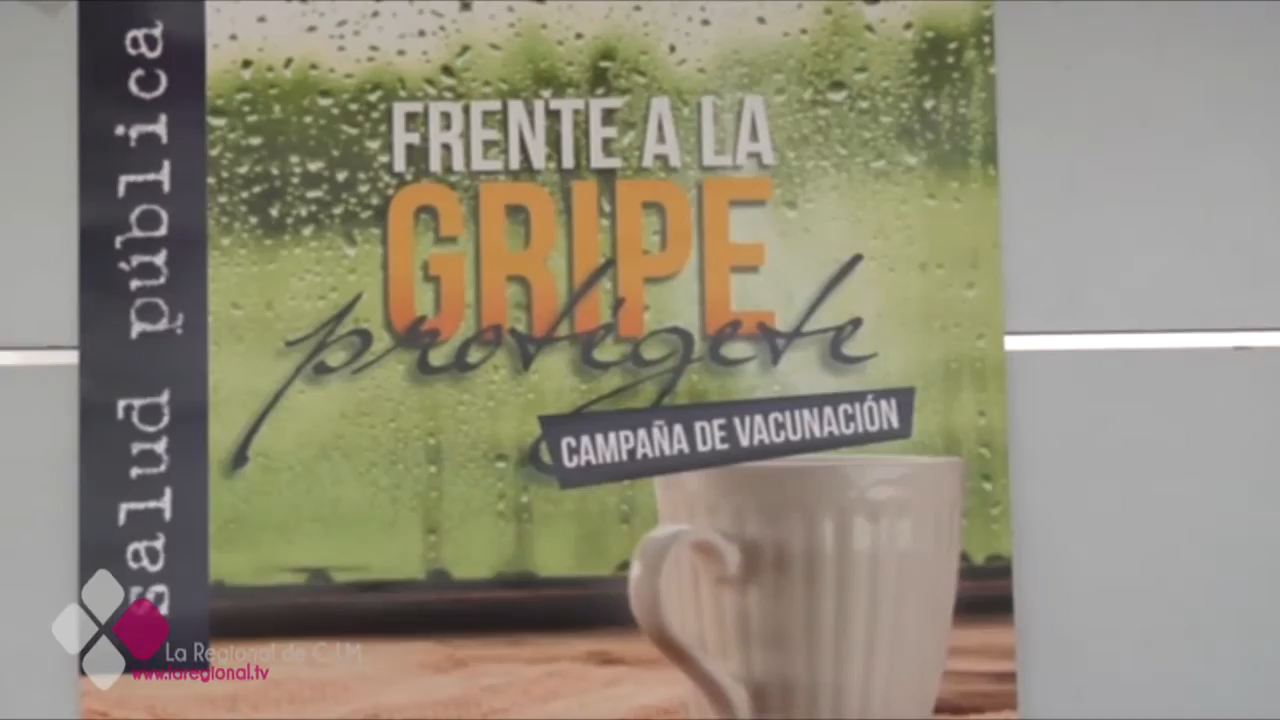 salud pública
FRENTE A LA
GRIPE
protégete
CAMPAÑA DE VACUNACIÓN
La Regional de C-LM
www.laregional.tv